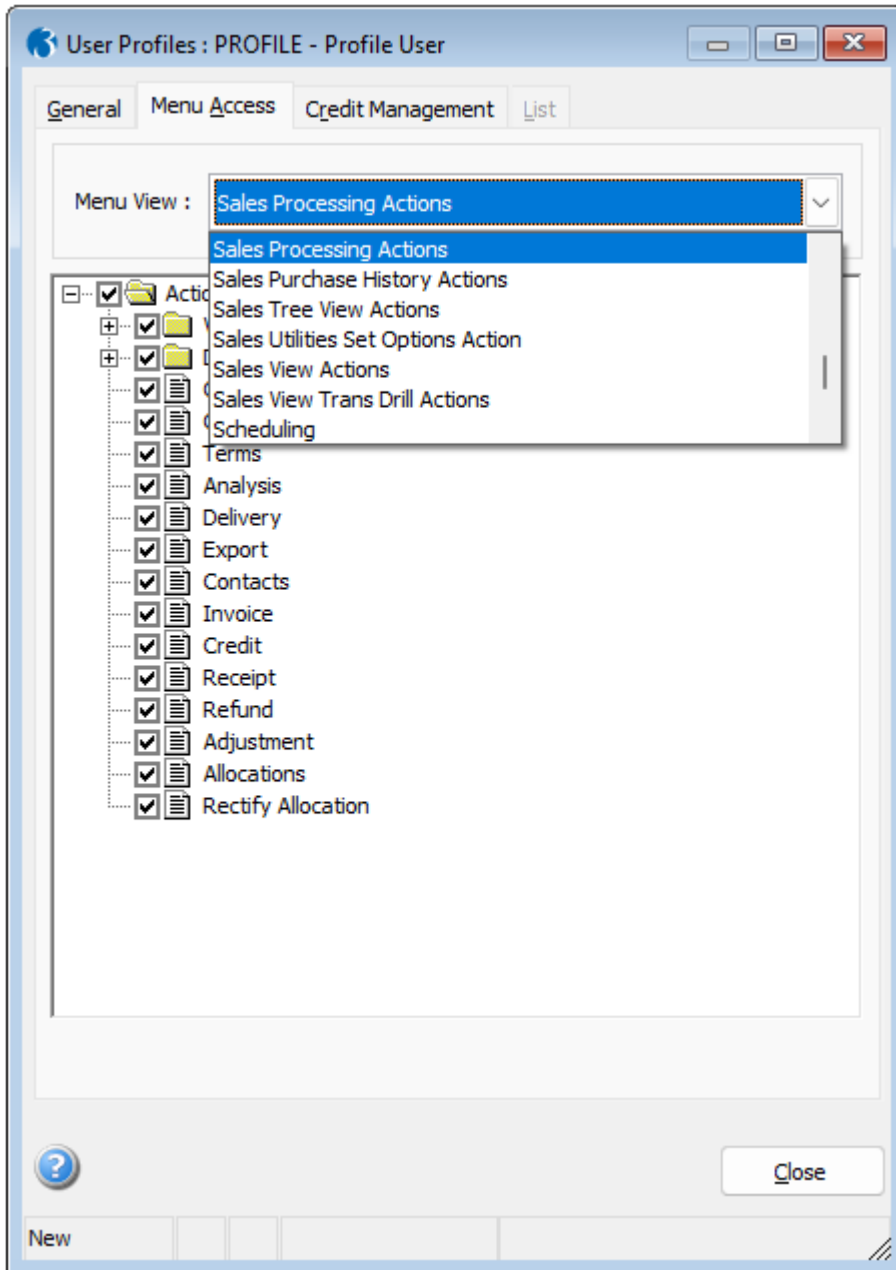 User Profiles : PROFILE - Profile User
General Menu Access Credit Management List
Menu View : Sales Processing Actions
Sales Processing Actions
Sales Purchase History Actions
Sales Tree View Actions
Sales Utilities Set Options Action
Sales View Actions
Sales View Trans Drill Actions
Scheduling
Terms
Analysis
Delivery
Export
Contacts
Invoice
Credit
Receipt
Refund
Adjustment
Allocations
Rectify Allocation
Close
New